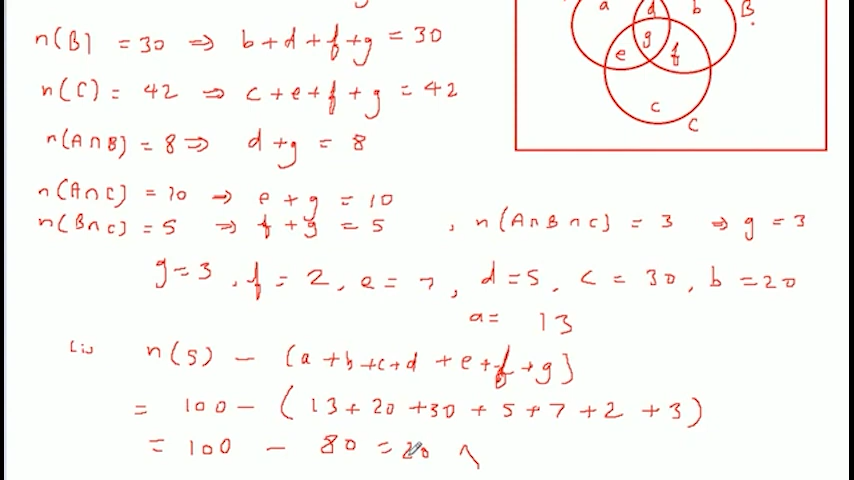 n(B) = 30 ⇒ b+d+f+g = 30
n(C) = 42 ⇒ c+e+f+g = 42
n(A∩B) = 8 ⇒ d+g = 8
n(A∩C) = 10 ⇒ e+g = 10
n(B∩C) = 5 ⇒ f+g = 5 , n(A∩B∩C) = 3 ⇒ g = 3
g=3 , f = 2 , e = 7 , d=5 , c = 30 , b = 20
a = 13
(i) n(S) - (a+b+c+d+e+f+g)
= 100 - (13+20+30+5+7+2+3)
= 100 - 80 = 20
a d b B
g
e f
c
C